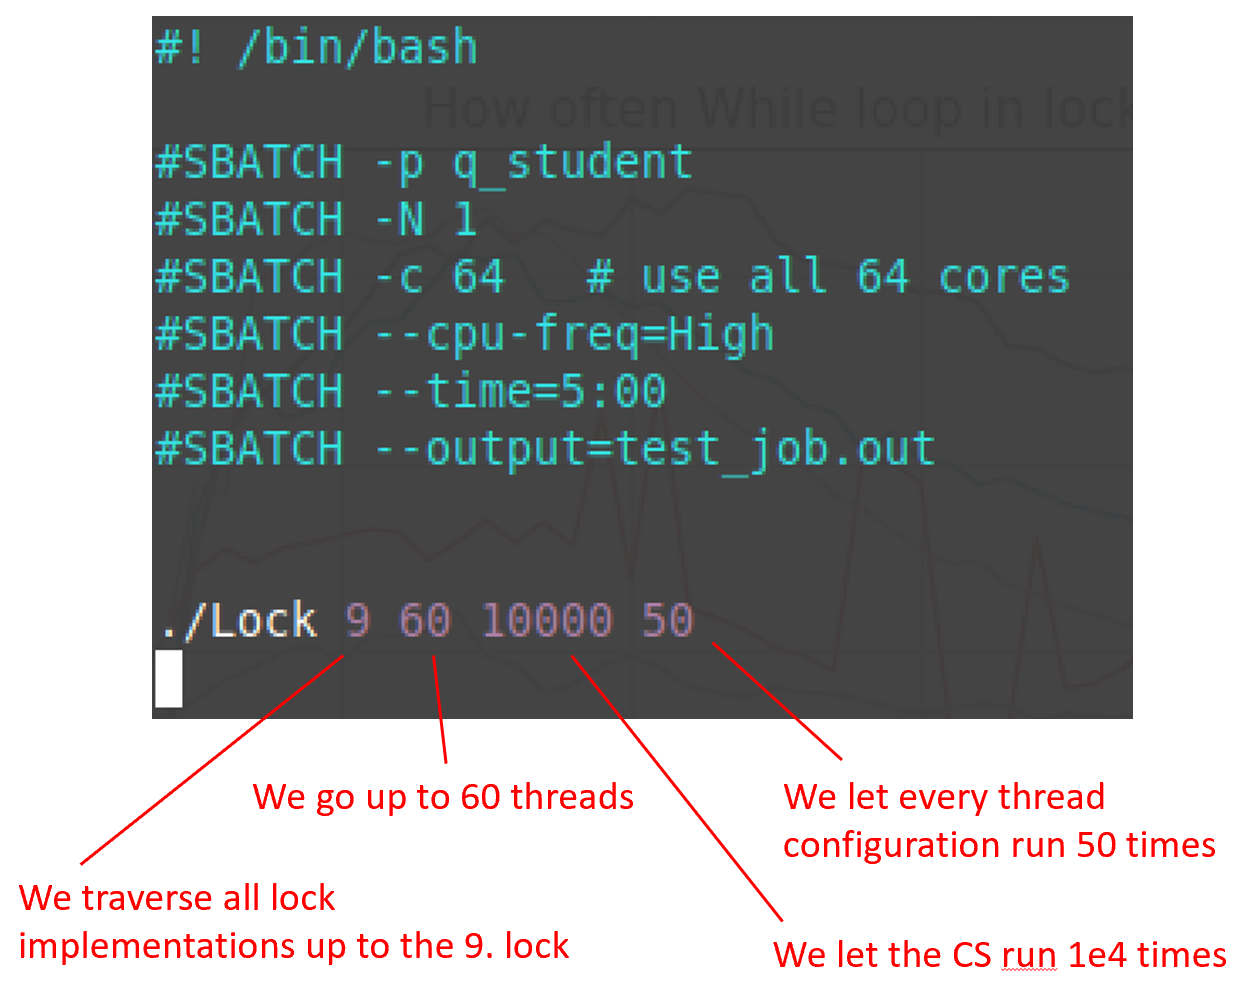 #! /bin/bash
How often While loop in lock
#SBATCH -p q_student
#SBATCH -N 1
#SBATCH -c 64   # use all 64 cores
#SBATCH --cpu-freq=High
#SBATCH --time=5:00
#SBATCH --output=test_job.out
./Lock 9 60 10000 50
We go up to 60 threads
We let every thread
configuration run 50 times
We traverse all lock
implementations up to the 9. lock
We let the CS run 1e4 times